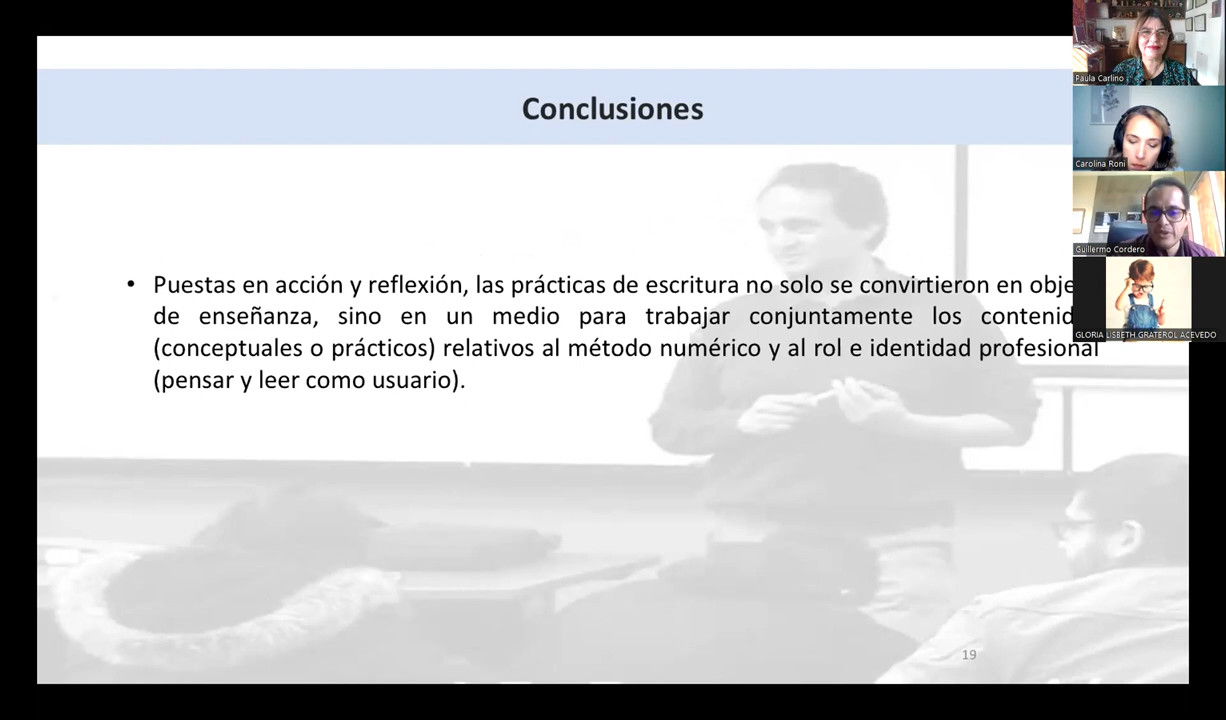 Conclusiones
• Puestas en acción y reflexión, las prácticas de escritura no solo se convirtieron en obje
de enseñanza, sino en un medio para trabajar conjuntamente los contenid
(conceptuales o prácticos) relativos al método numérico y al rol e identidad profesional
(pensar y leer como usuario).
19
Paula Carlino
Carolina Roni
Guillermo Cordero
GLORIA LISBETH GRATEROL ACEVEDO